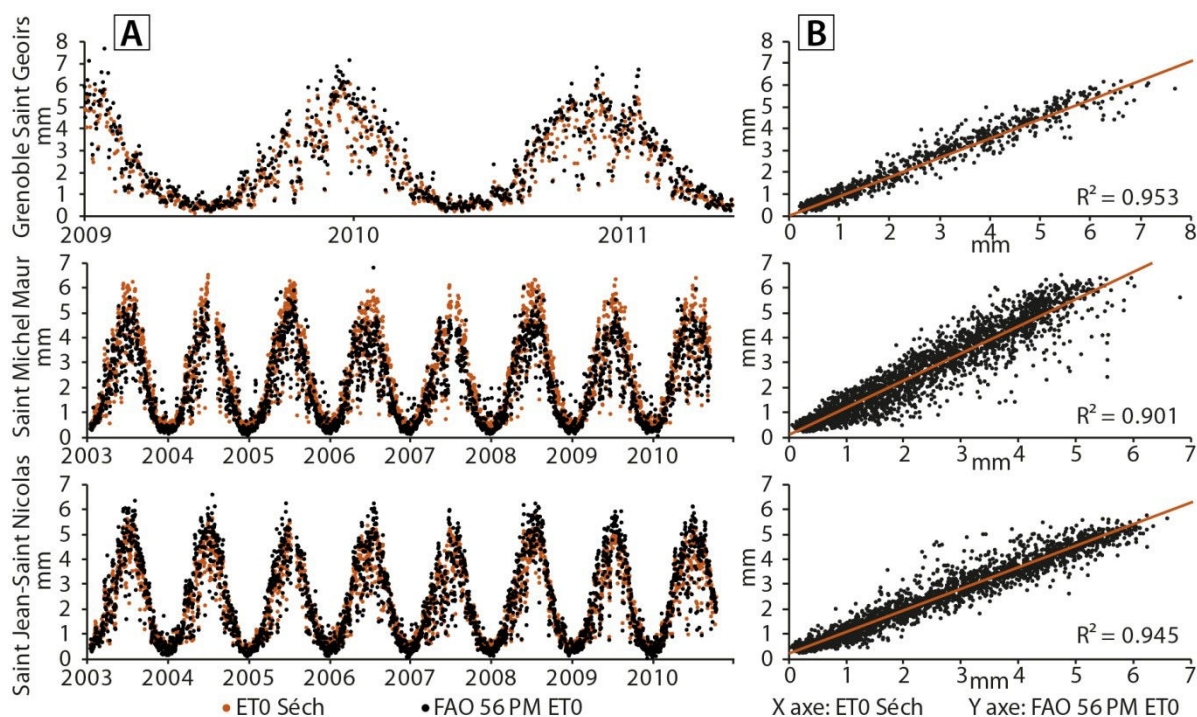 A
B
Grenoble Saint Geoirs
mm
8
7
6
5
4
3
2
1
0
2009
2010
2011
8
7
6
5
4
3
2
1
0
R² = 0.953
0 1 2 3 4 5 6 7 8
mm
Saint Michel Maur
mm
7
6
5
4
3
2
1
0
2003 2004 2005 2006 2007 2008 2009 2010
mm
7
6
5
4
3
2
1
0
R² = 0.901
0 1 2 3 4 5 6 7
mm
Saint Jean-Saint Nicolas
mm
7
6
5
4
3
2
1
0
2003 2004 2005 2006 2007 2008 2009 2010
mm
7
6
5
4
3
2
1
0
R² = 0.945
0 1 2 3 4 5 6 7
mm
ET0 Séch
FAO 56 PM ET0
X axe: ET0 Séch
Y axe: FAO 56 PM ET0